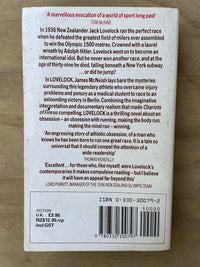 "A marvellous evocation of a world of sport long past"
TOM McNAB
In 1936 New Zealander Jack Lovelock ran the perfect race
when he defeated the greatest field of milers ever assembled
to win the Olympic 1500 metres. Crowned with a laurel
wreath by Adolph Hitler, Lovelock went on to become an
international idol. But he never won another race, and at the
age of thirty-nine he died, falling beneath a New York subway
... or did he jump?
In LOVELOCK, James McNeish lays bare the mysteries
surrounding this legendary athlete who overcame injury
problems and penury as a medical student to race to an
astounding victory in Berlin. Combining the imaginative
interpretation and documentary realism that made Chariots
of Fire so compelling, LOVELOCK is a thrilling novel about an
obsession – an obsession with running, making the body run,
making the mind run – winning.
"An engrossing story of athletic obsession, of a man who
knows he has been born to run one great race. It is a tale so
universal that it should compel the attention of a
wide readership"
THOMAS KENEALLY
"Excellent ... for those who, like myself, were Lovelock's
contemporaries it makes compulsive reading – but I believe
it will have an appeal far beyond this"
LORD PORRITT, MANAGER OF THE 1936 NEW ZEALAND OLYMPIC TEAM
FICTION
U.K. £3.95
NZ$12.95 rrp
incl GST
ISBN 0-330-30079-2
90000
9 780330 300797